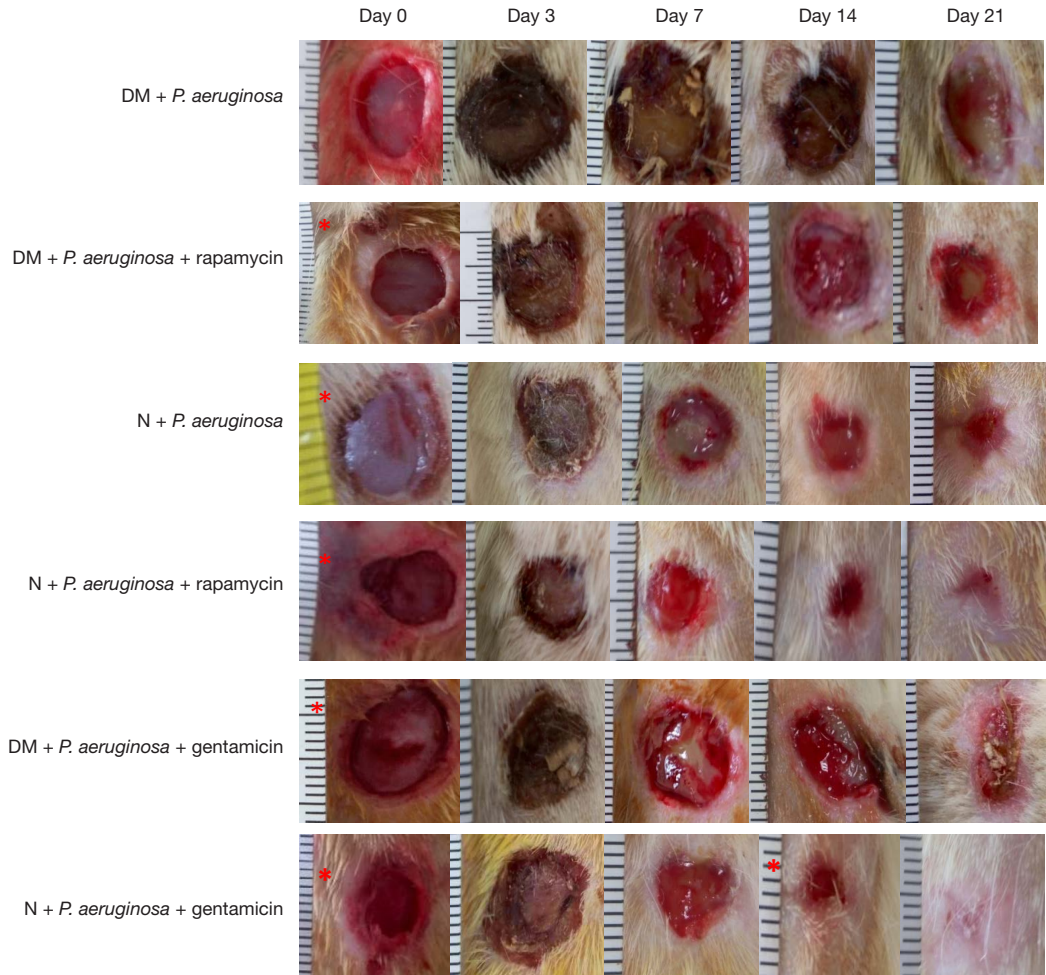 Day 0 Day 3 Day 7 Day 14 Day 21
DM + P. aeruginosa
DM + P. aeruginosa + rapamycin
*
N + P. aeruginosa
*
N + P. aeruginosa + rapamycin
*
DM + P. aeruginosa + gentamicin
*
N + P. aeruginosa + gentamicin
* *